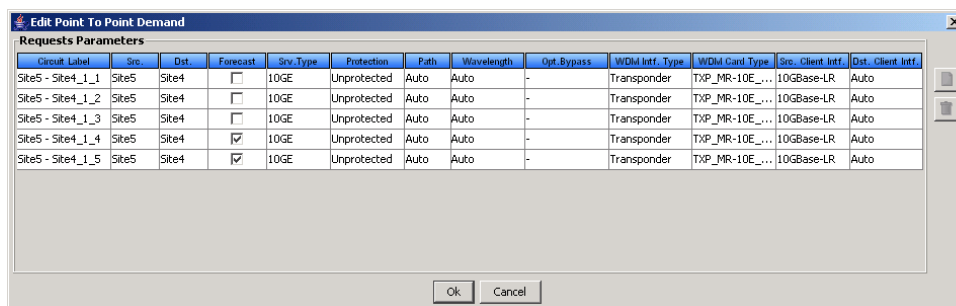 Edit Point To Point Demand
Requests Parameters
Circuit Label Src. Dst. Forecast Srv.Type Protection Path Wavelength Opt.Bypass WDM Intf. Type WDM Card Type Src. Client Intf. Dst. Client Intf.
Site5 - Site4_1_1 Site5 Site4 10GE Unprotected Auto Auto - Transponder TXP_MR-10E_... 10GBase-LR Auto
Site5 - Site4_1_2 Site5 Site4 10GE Unprotected Auto Auto - Transponder TXP_MR-10E_... 10GBase-LR Auto
Site5 - Site4_1_3 Site5 Site4 10GE Unprotected Auto Auto - Transponder TXP_MR-10E_... 10GBase-LR Auto
Site5 - Site4_1_4 Site5 Site4 10GE Unprotected Auto Auto - Transponder TXP_MR-10E_... 10GBase-LR Auto
Site5 - Site4_1_5 Site5 Site4 10GE Unprotected Auto Auto - Transponder TXP_MR-10E_... 10GBase-LR Auto
Ok Cancel